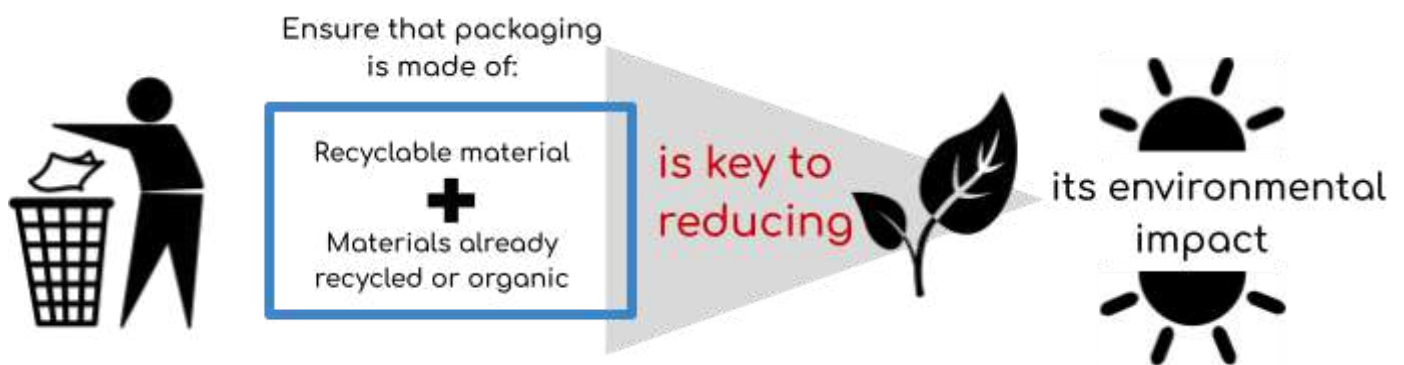 Ensure that packaging
is made of:
Recyclable material
Materials already
recycled or organic
is key to
reducing
its environmental
impact